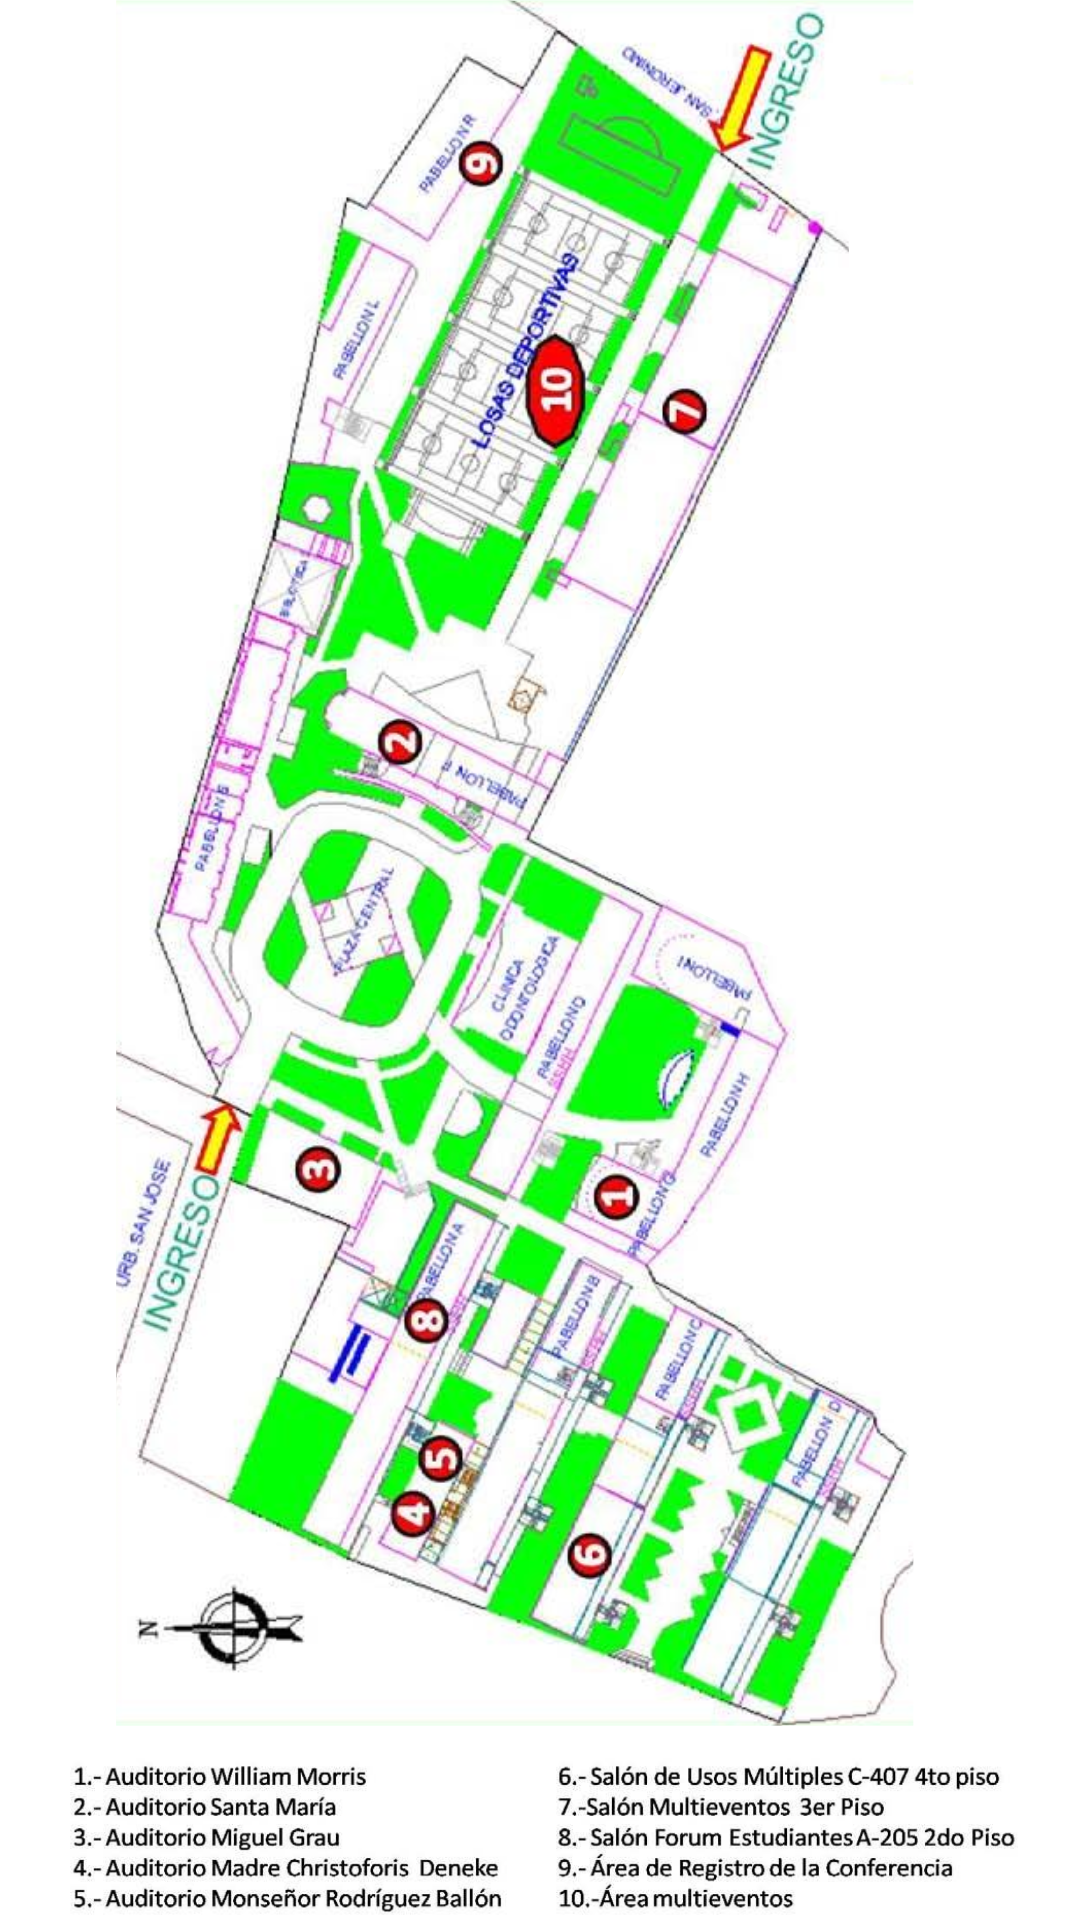 SAN JERONIMO
INGRESO
PABELLON R
9
PABELLON L
LOSAS DEPORTIVAS
10
7
BIBLIOTECA
2
PABELLON F
PABELLON S
PLAZA CENTRAL
CLINICA
ODONTOLOGICA
PABELLON I
PABELLON O
SSHH
PABELLON H
URB. SAN JOSE
INGRESO
3
1
PABELLON G
PABELLON A
8
PABELLON B
SSHH
PABELLON C
SSHH
PABELLON D
SSHH
5
4
6
N
1.- Auditorio William Morris
2.- Auditorio Santa María
3.- Auditorio Miguel Grau
4.- Auditorio Madre Christoforis Deneke
5.- Auditorio Monseñor Rodríguez Ballón
6.- Salón de Usos Múltiples C-407 4to piso
7.-Salón Multieventos 3er Piso
8.- Salón Forum Estudiantes A-205 2do Piso
9.- Área de Registro de la Conferencia
10.-Área multieventos